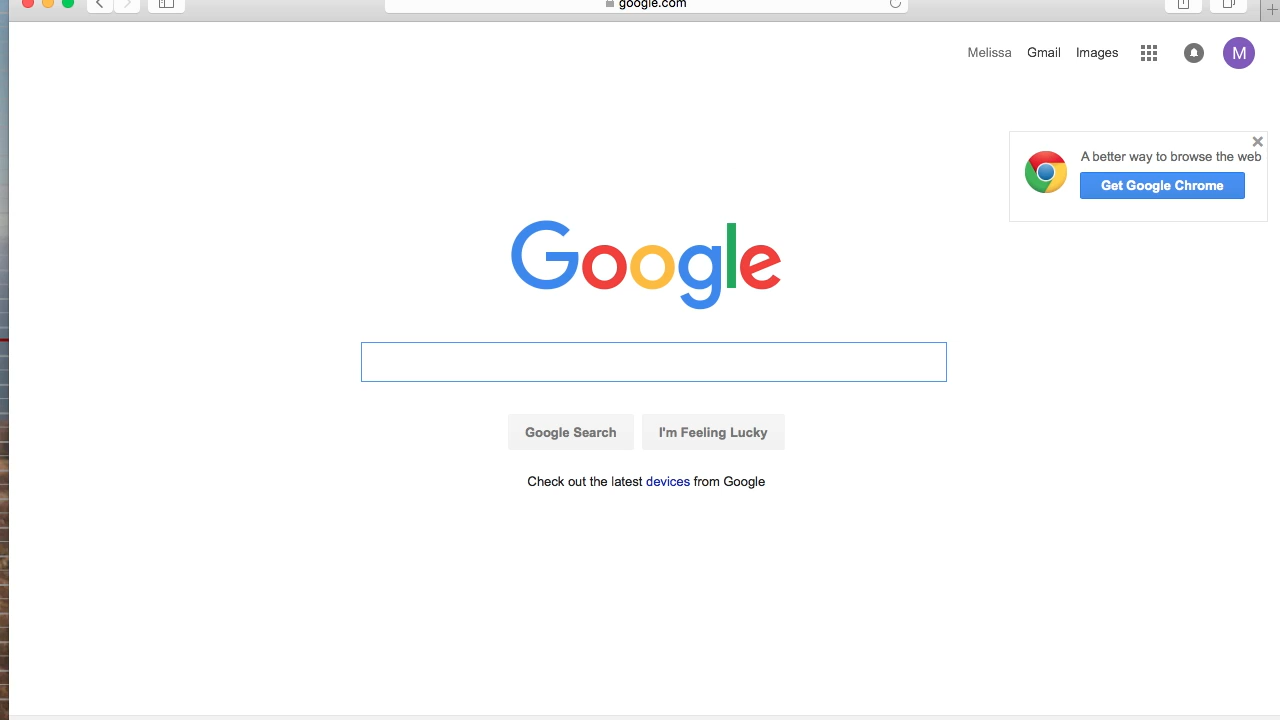 google.com
Melissa Gmail Images M
A better way to browse the web
Get Google Chrome
Google
Google Search I'm Feeling Lucky
Check out the latest devices from Google